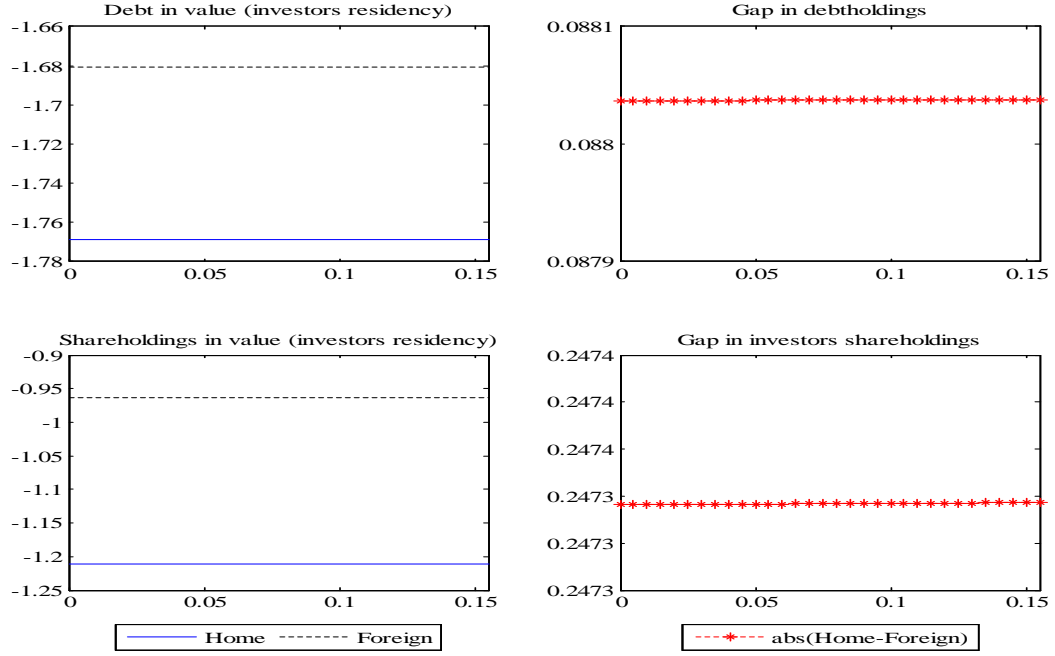 Debt in value (investors residency)
-1.66
-1.68
-1.7
-1.72
-1.74
-1.76
-1.78
0 0.05 0.1 0.15
Gap in debtholdings
0.0881
0.088
0.0879
0 0.05 0.1 0.15
Shareholdings in value (investors residency)
-0.9
-0.95
-1
-1.05
-1.1
-1.15
-1.2
-1.25
0 0.05 0.1 0.15
Home Foreign
Gap in investors shareholdings
0.2474
0.2474
0.2474
0.2473
0.2473
0.2473
0 0.05 0.1 0.15
abs(Home-Foreign)